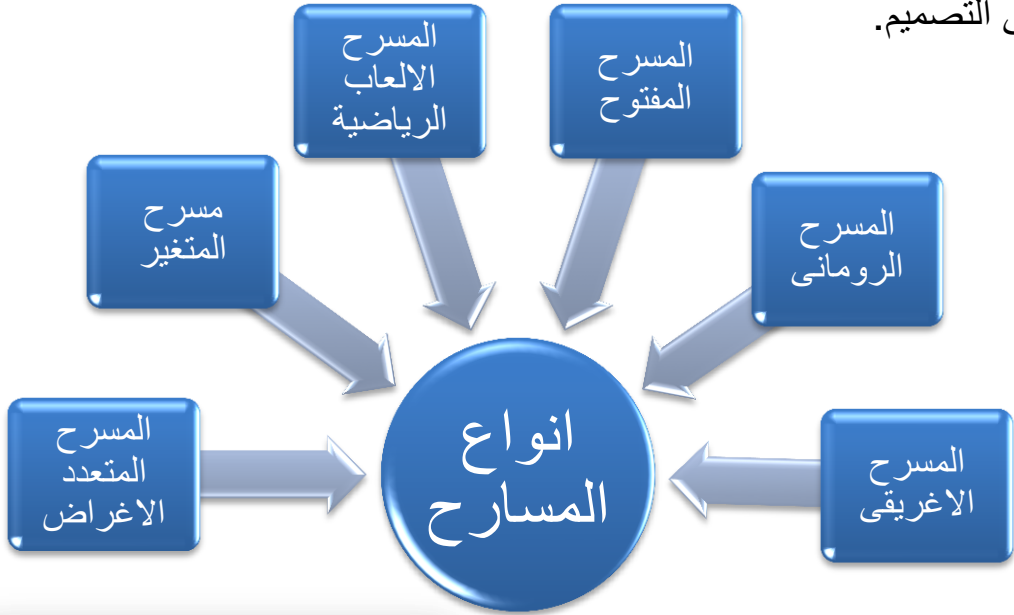 التصميم.
المسرح
الاغريقى
المسرح
الرومانى
المسرح
المفتوح
المسرح
الالعاب
الرياضية
مسرح
المتغير
المسرح
المتعدد
الاغراض
انواع
المسارح